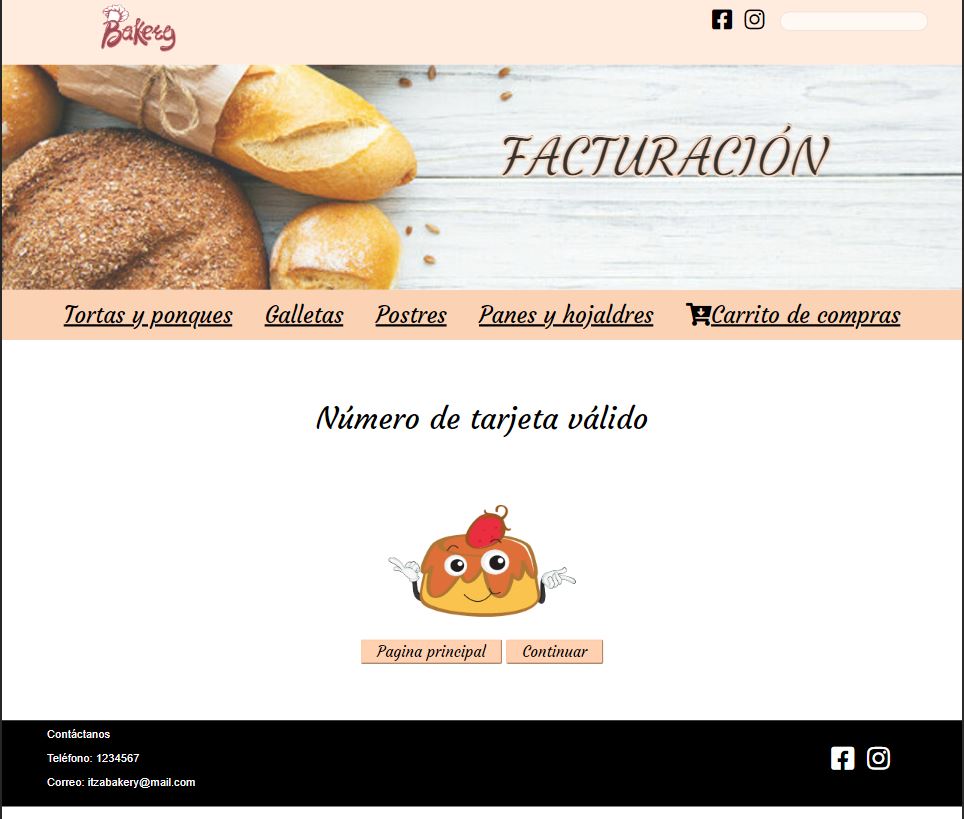 Bakery
FACTURACIÓN
Tortas y ponques Galletas Postres Panes y hojaldres Carrito de compras
Número de tarjeta válido
Pagina principal Continuar
Contáctanos
Teléfono: 1234567
Correo: itzabakery@mail.com